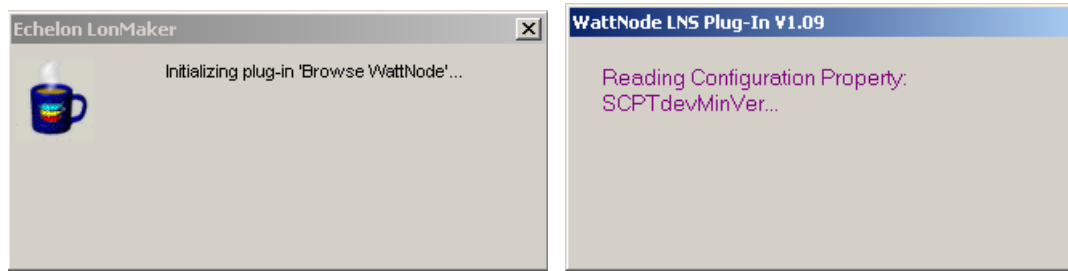 Echelon LonMaker
Initializing plug-in 'Browse WattNode'...
WattNode LNS Plug-In V1.09
Reading Configuration Property:
SCPTdevMinVer...